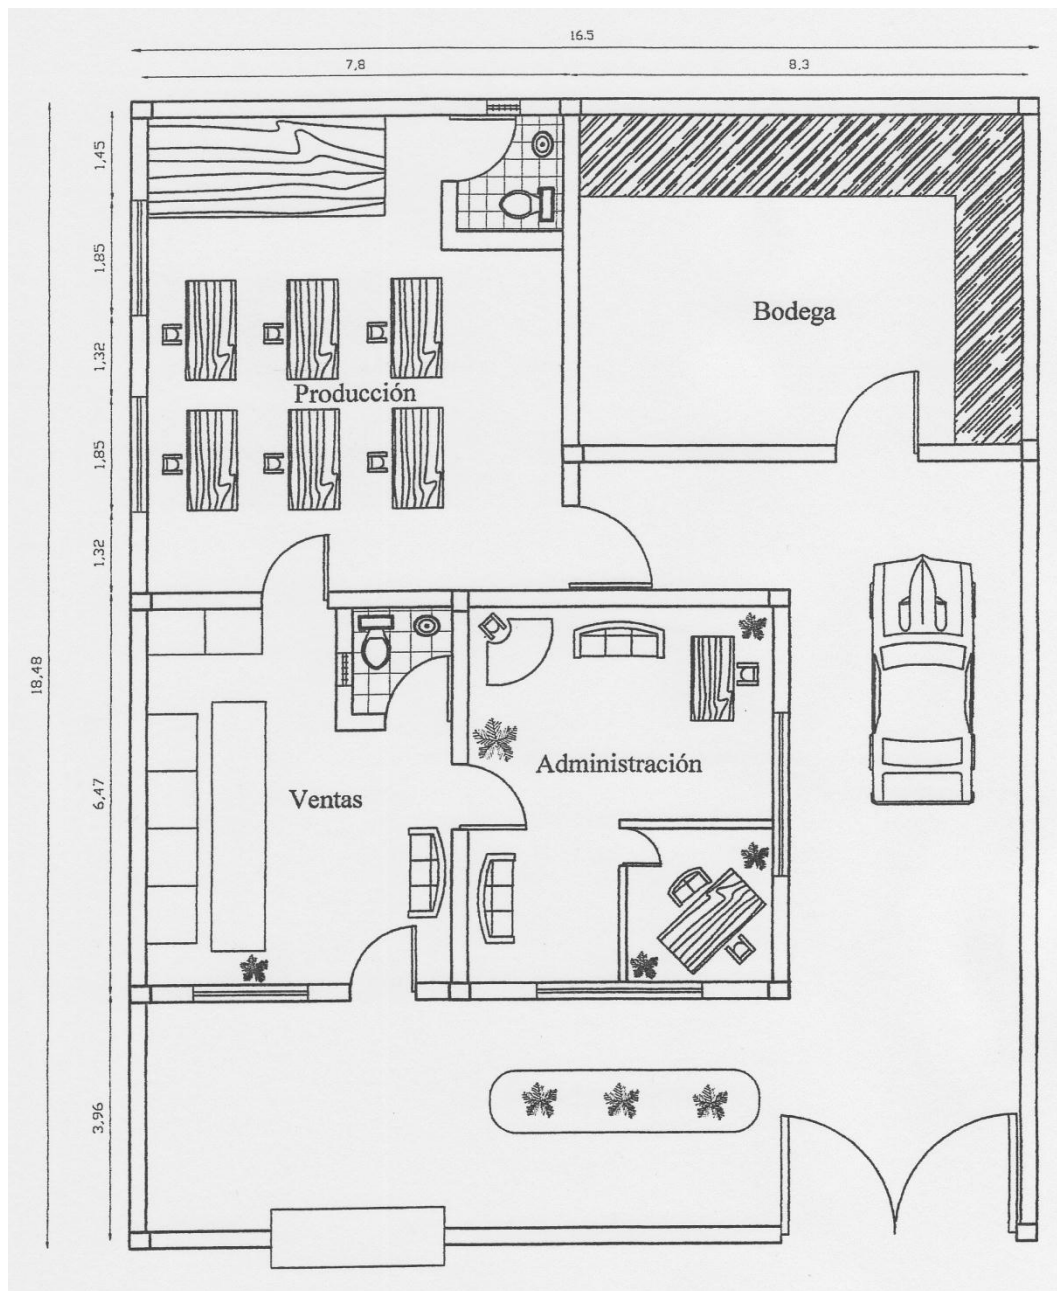 16.5
7,8
8.3
1,45
1,85
Bodega
1,32
Producción
1,85
1,32
18,48
Administración
6,47
Ventas
3,96